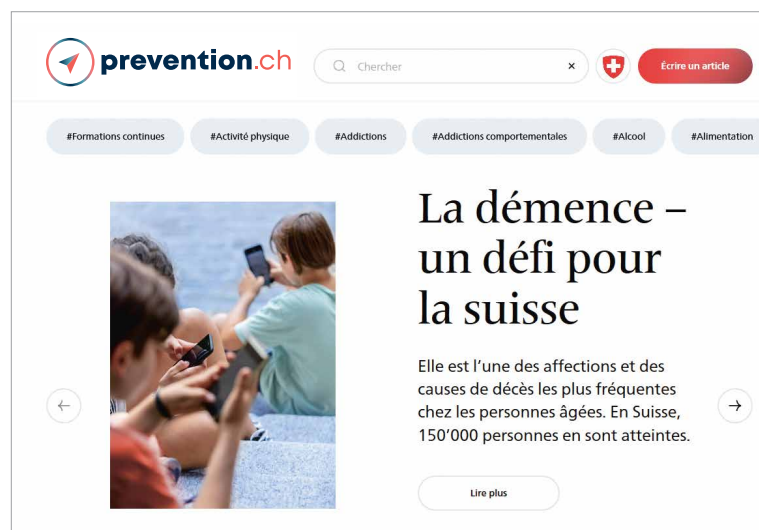 prevention.ch
Chercher
Écrire un article
#Formations continues #Activité physique #Addictions #Addictions comportementales #Alcool #Alimentation
La démence –
un défi pour
la suisse
Elle est l’une des affections et des
causes de décès les plus fréquentes
chez les personnes âgées. En Suisse,
150’000 personnes en sont atteintes.
Lire plus